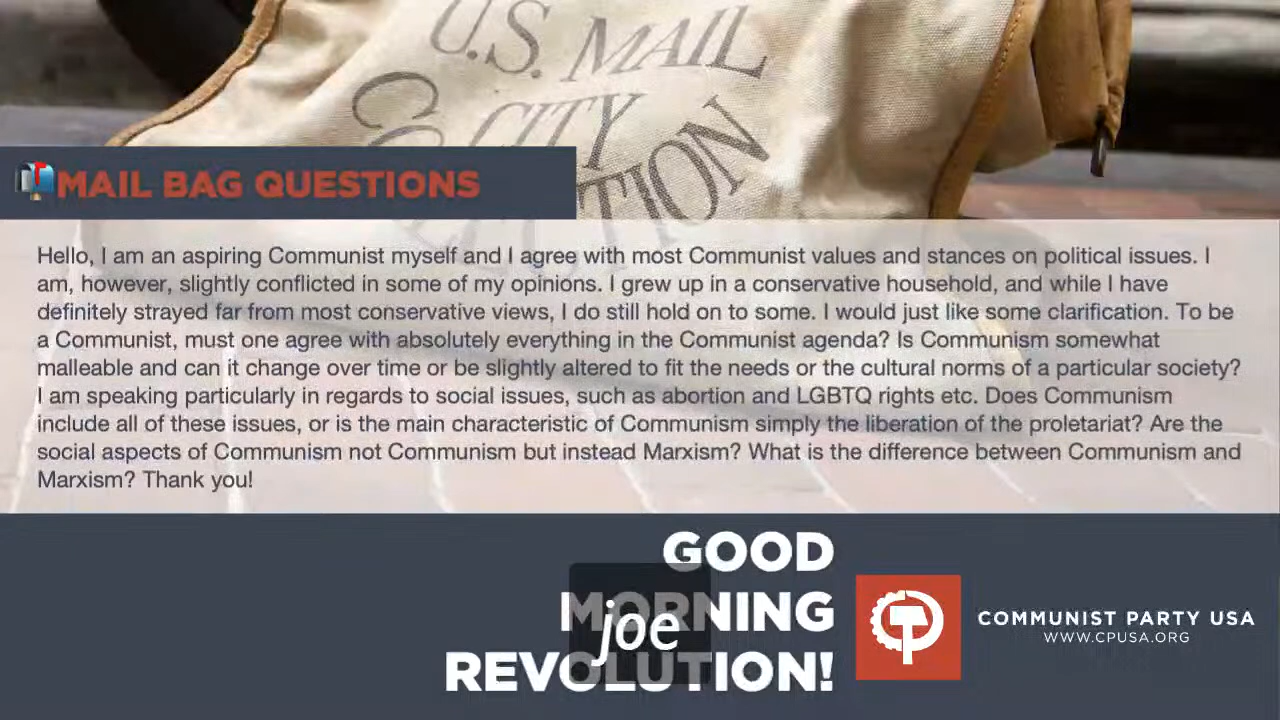 U.S. MAIL
CITY
MAIL BAG QUESTIONS
Hello, I am an aspiring Communist myself and I agree with most Communist values and stances on political issues. I
am, however, slightly conflicted in some of my opinions. I grew up in a conservative household, and while I have
definitely strayed far from most conservative views, I do still hold on to some. I would just like some clarification. To be
a Communist, must one agree with absolutely everything in the Communist agenda? Is Communism somewhat
malleable and can it change over time or be slightly altered to fit the needs or the cultural norms of a particular society?
I am speaking particularly in regards to social issues, such as abortion and LGBTQ rights etc. Does Communism
include all of these issues, or is the main characteristic of Communism simply the liberation of the proletariat? Are the
social aspects of Communism not Communism but instead Marxism? What is the difference between Communism and
Marxism? Thank you!
GOOD
MORNING
REVOLUTION!
joe
COMMUNIST PARTY USA
WWW.CPUSA.ORG